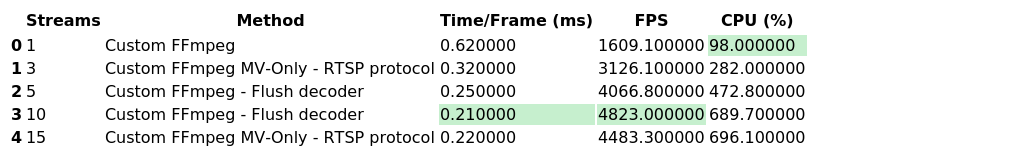 Streams Method Time/Frame (ms) FPS CPU (%)
0 1 Custom FFmpeg 0.620000 1609.100000 98.000000
1 3 Custom FFmpeg MV-Only - RTSP protocol 0.320000 3126.100000 282.000000
2 5 Custom FFmpeg - Flush decoder 0.250000 4066.800000 472.800000
3 10 Custom FFmpeg - Flush decoder 0.210000 4823.000000 689.700000
4 15 Custom FFmpeg MV-Only - RTSP protocol 0.220000 4483.300000 696.100000